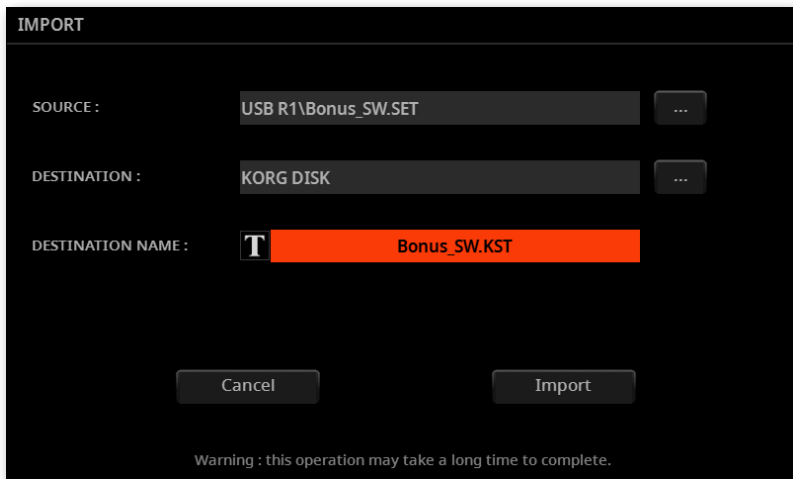 IMPORT
SOURCE : USB R1\Bonus_SW.SET ...
DESTINATION : KORG DISK ...
DESTINATION NAME : T Bonus_SW.KST
Cancel Import
Warning : this operation may take a long time to complete.